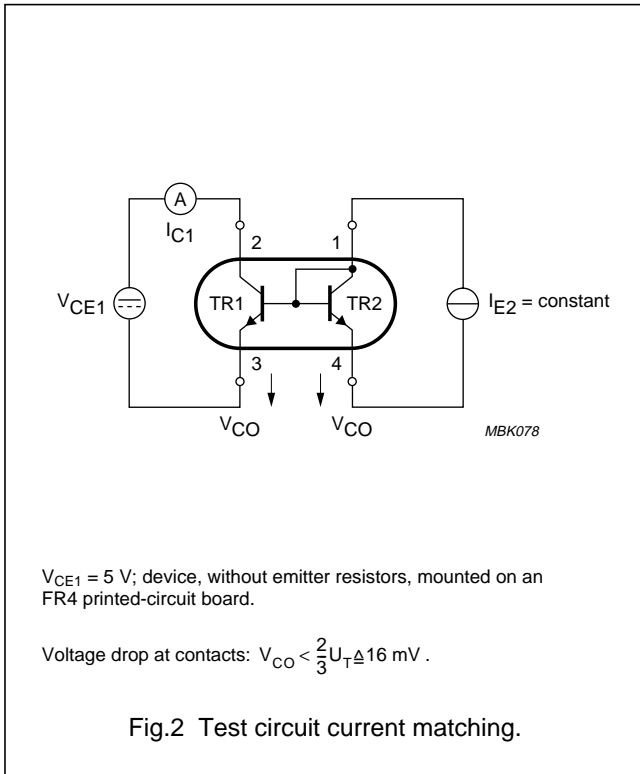 A
I_C1
2
1
V_CE1
TR1
TR2
I_E2 = constant
3
4
V_CO
V_CO
MBK078
V_CE1 = 5 V; device, without emitter resistors, mounted on an
FR4 printed-circuit board.
Voltage drop at contacts: V_CO < 2/3 U_T ≙ 16 mV .
Fig.2 Test circuit current matching.